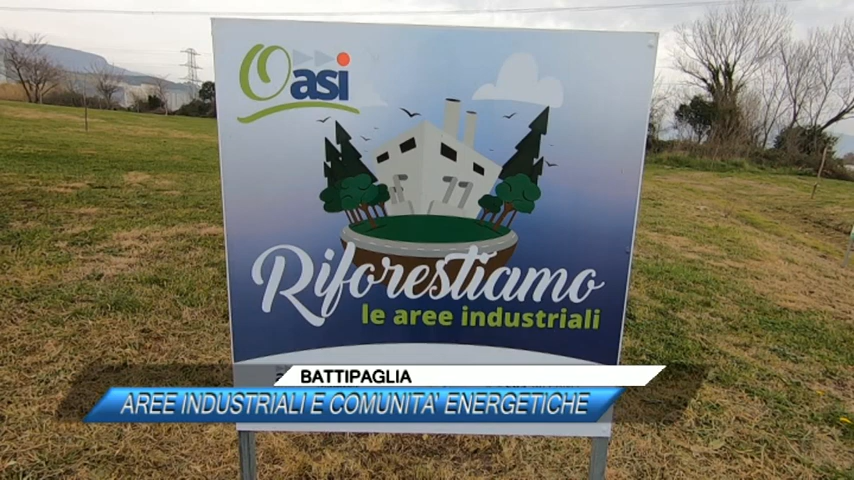 Oasi
Riforestiamo
le aree industriali
BATTIPAGLIA
AREE INDUSTRIALI E COMUNITA' ENERGETICHE